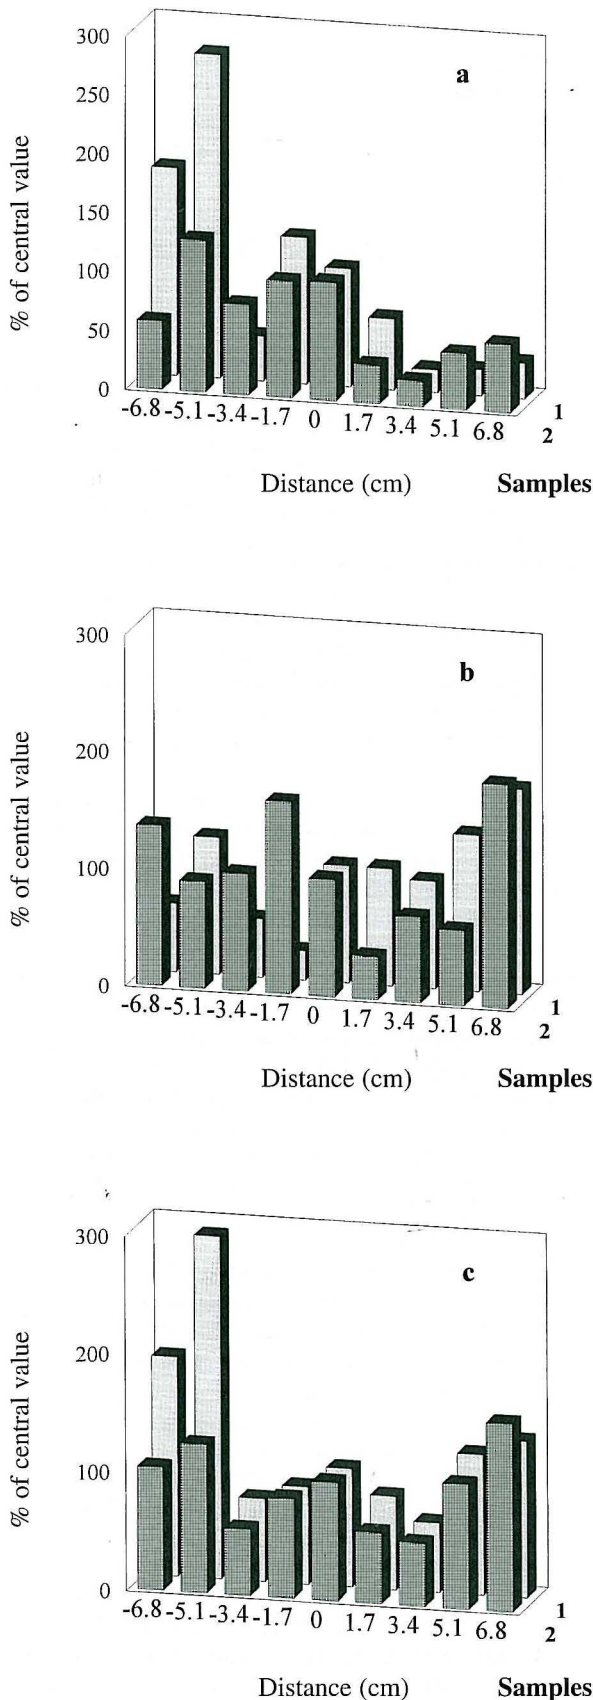 300
a
250
200
150
100
50
0
% of central value
-6.8 -5.1 -3.4 -1.7 0 1.7 3.4 5.1 6.8
1
2
Distance (cm) Samples
300
b
200
100
0
% of central value
-6.8 -5.1 -3.4 -1.7 0 1.7 3.4 5.1 6.8
1
2
Distance (cm) Samples
300
c
200
100
0
% of central value
-6.8 -5.1 -3.4 -1.7 0 1.7 3.4 5.1 6.8
1
2
Distance (cm) Samples